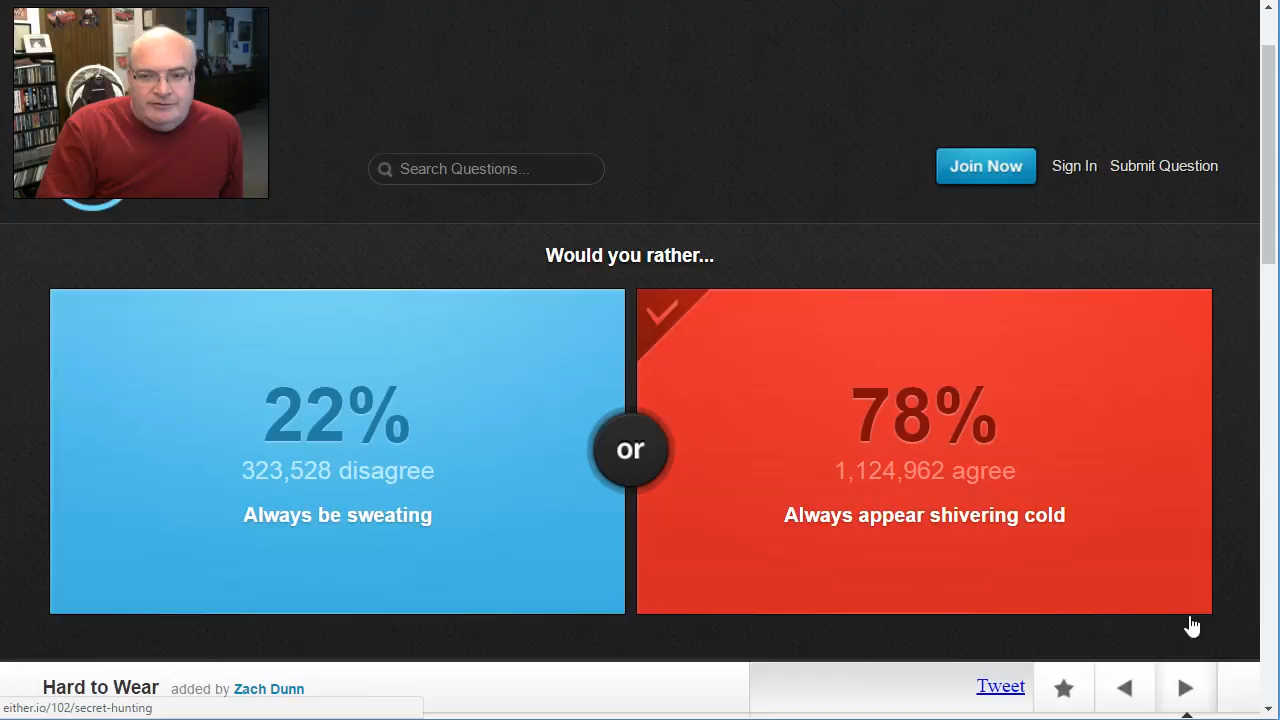 Search Questions...
Join Now
Sign In
Submit Question
Would you rather...
22%
323,528 disagree
Always be sweating
or
78%
1,124,962 agree
Always appear shivering cold
Hard to Wear
added by Zach Dunn
Tweet
either.io/102/secret-hunting